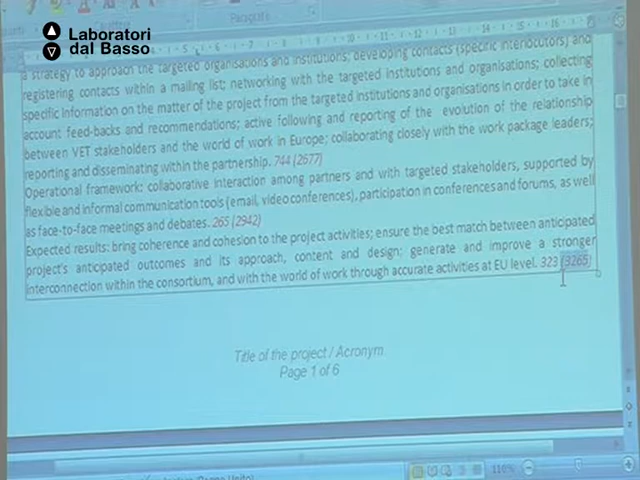 Laboratori
dal Basso
a strategy to approach the targeted organisations and institutions; developing contacts (specific interlocutors) and
registering contacts within a mailing list; networking with the targeted institutions and organisations; collecting
specific information on the matter of the project from the targeted institutions and organisations in order to take in
account feed-backs and recommendations; active following and reporting of the evolution of the relationship
between VET stakeholders and the world of work in Europe; collaborating closely with the work package leaders;
reporting and disseminating within the partnership. 744 (2677)
Operational framework: collaborative interaction among partners and with targeted stakeholders, supported by
flexible and informal communication tools (email, videoconferences), participation in conferences and forums, as well
as face-to-face meetings and debates. 265 (2942)
Expected results: bring coherence and cohesion to the project activities; ensure the best match between anticipated
project's anticipated outcomes and its approach, content and design; generate and improve a stronger
interconnection within the consortium, and with the world of work through accurate activities at EU level. 323 (3265)
Title of the project / Acronym
Page 1 of 6
110%